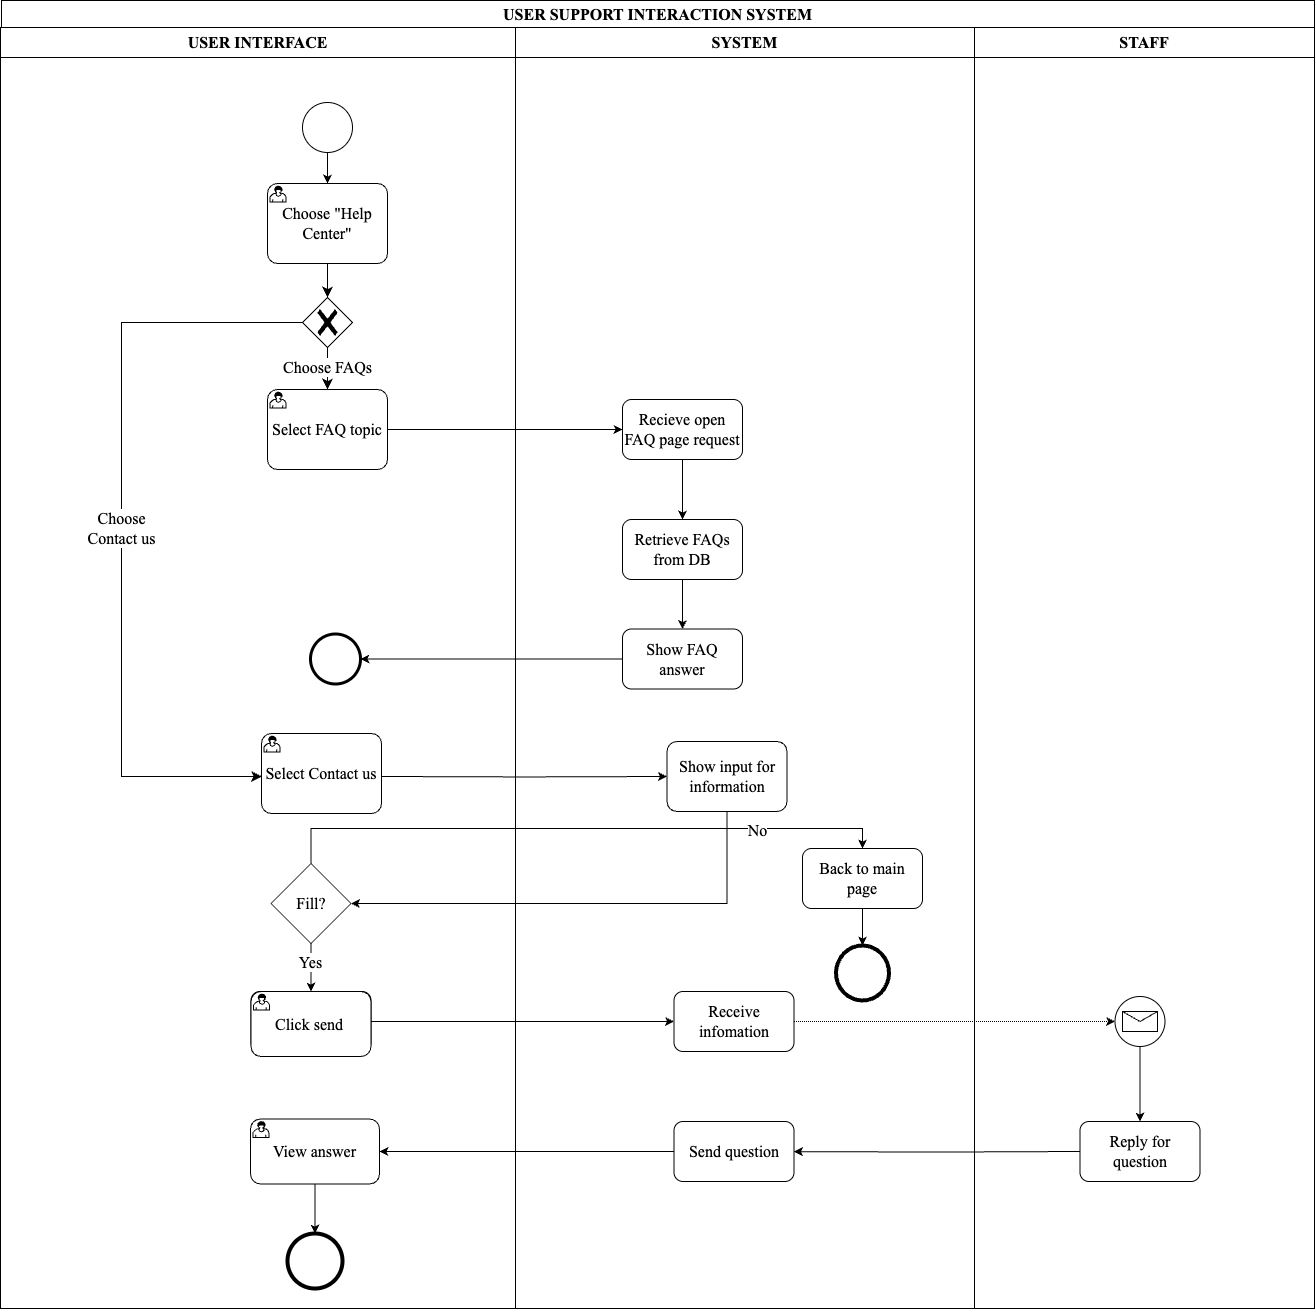 USER SUPPORT INTERACTION SYSTEM
USER INTERFACE
SYSTEM
STAFF
Choose "Help
Center"
Choose FAQs
Select FAQ topic
Recieve open
FAQ page request
Choose
Contact us
Retrieve FAQs
from DB
Show FAQ
answer
Select Contact us
Show input for
information
No
Back to main
page
Fill?
Yes
Click send
Receive
infomation
View answer
Send question
Reply for
question